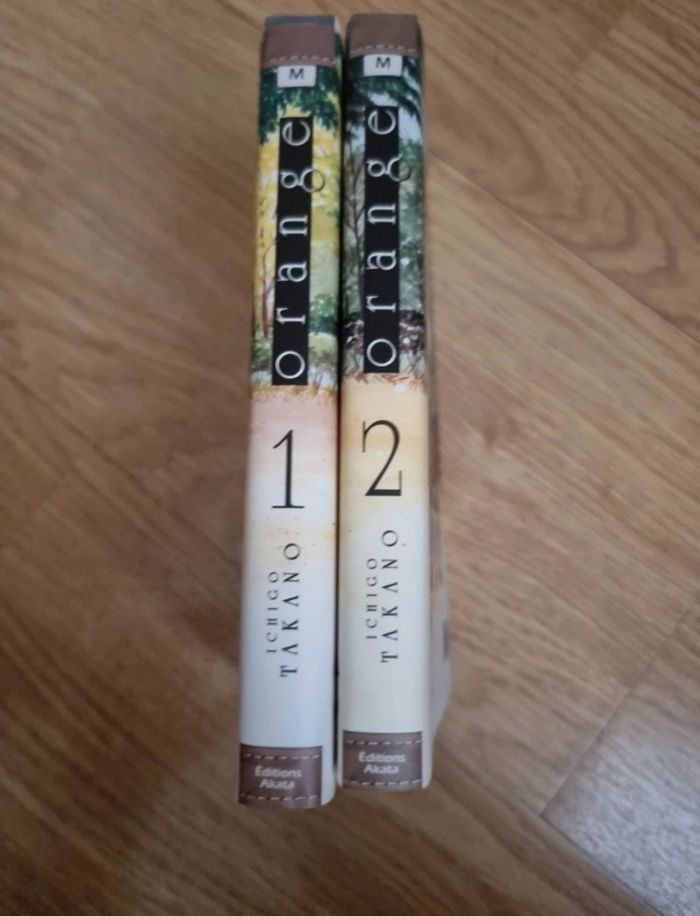 M
orange
1
ICHIGO
TAKANO
Éditions
Akata
M
orange
2
ICHIGO
TAKANO
Éditions
Akata